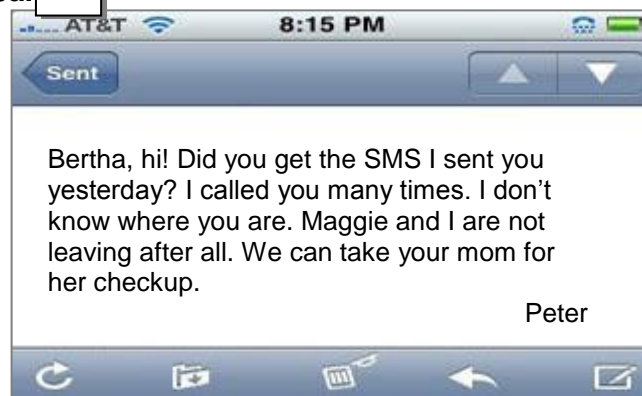 AT&T 8:15 PM
Sent
Bertha, hi! Did you get the SMS I sent you
yesterday? I called you many times. I don't
know where you are. Maggie and I are not
leaving after all. We can take your mom for
her checkup.
Peter